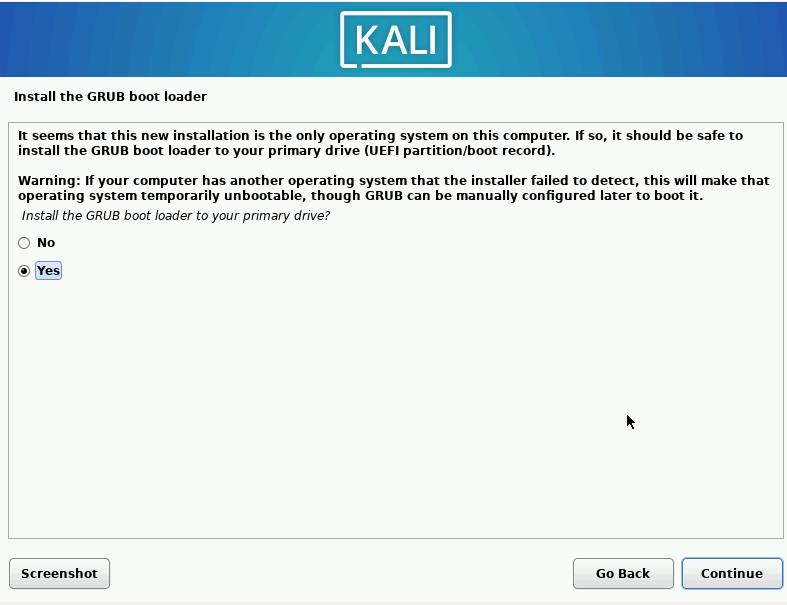 KALI
Install the GRUB boot loader
It seems that this new installation is the only operating system on this computer. If so, it should be safe to
install the GRUB boot loader to your primary drive (UEFI partition/boot record).
Warning: If your computer has another operating system that the installer failed to detect, this will make that
operating system temporarily unbootable, though GRUB can be manually configured later to boot it.
Install the GRUB boot loader to your primary drive?
No
Yes
Screenshot
Go Back
Continue